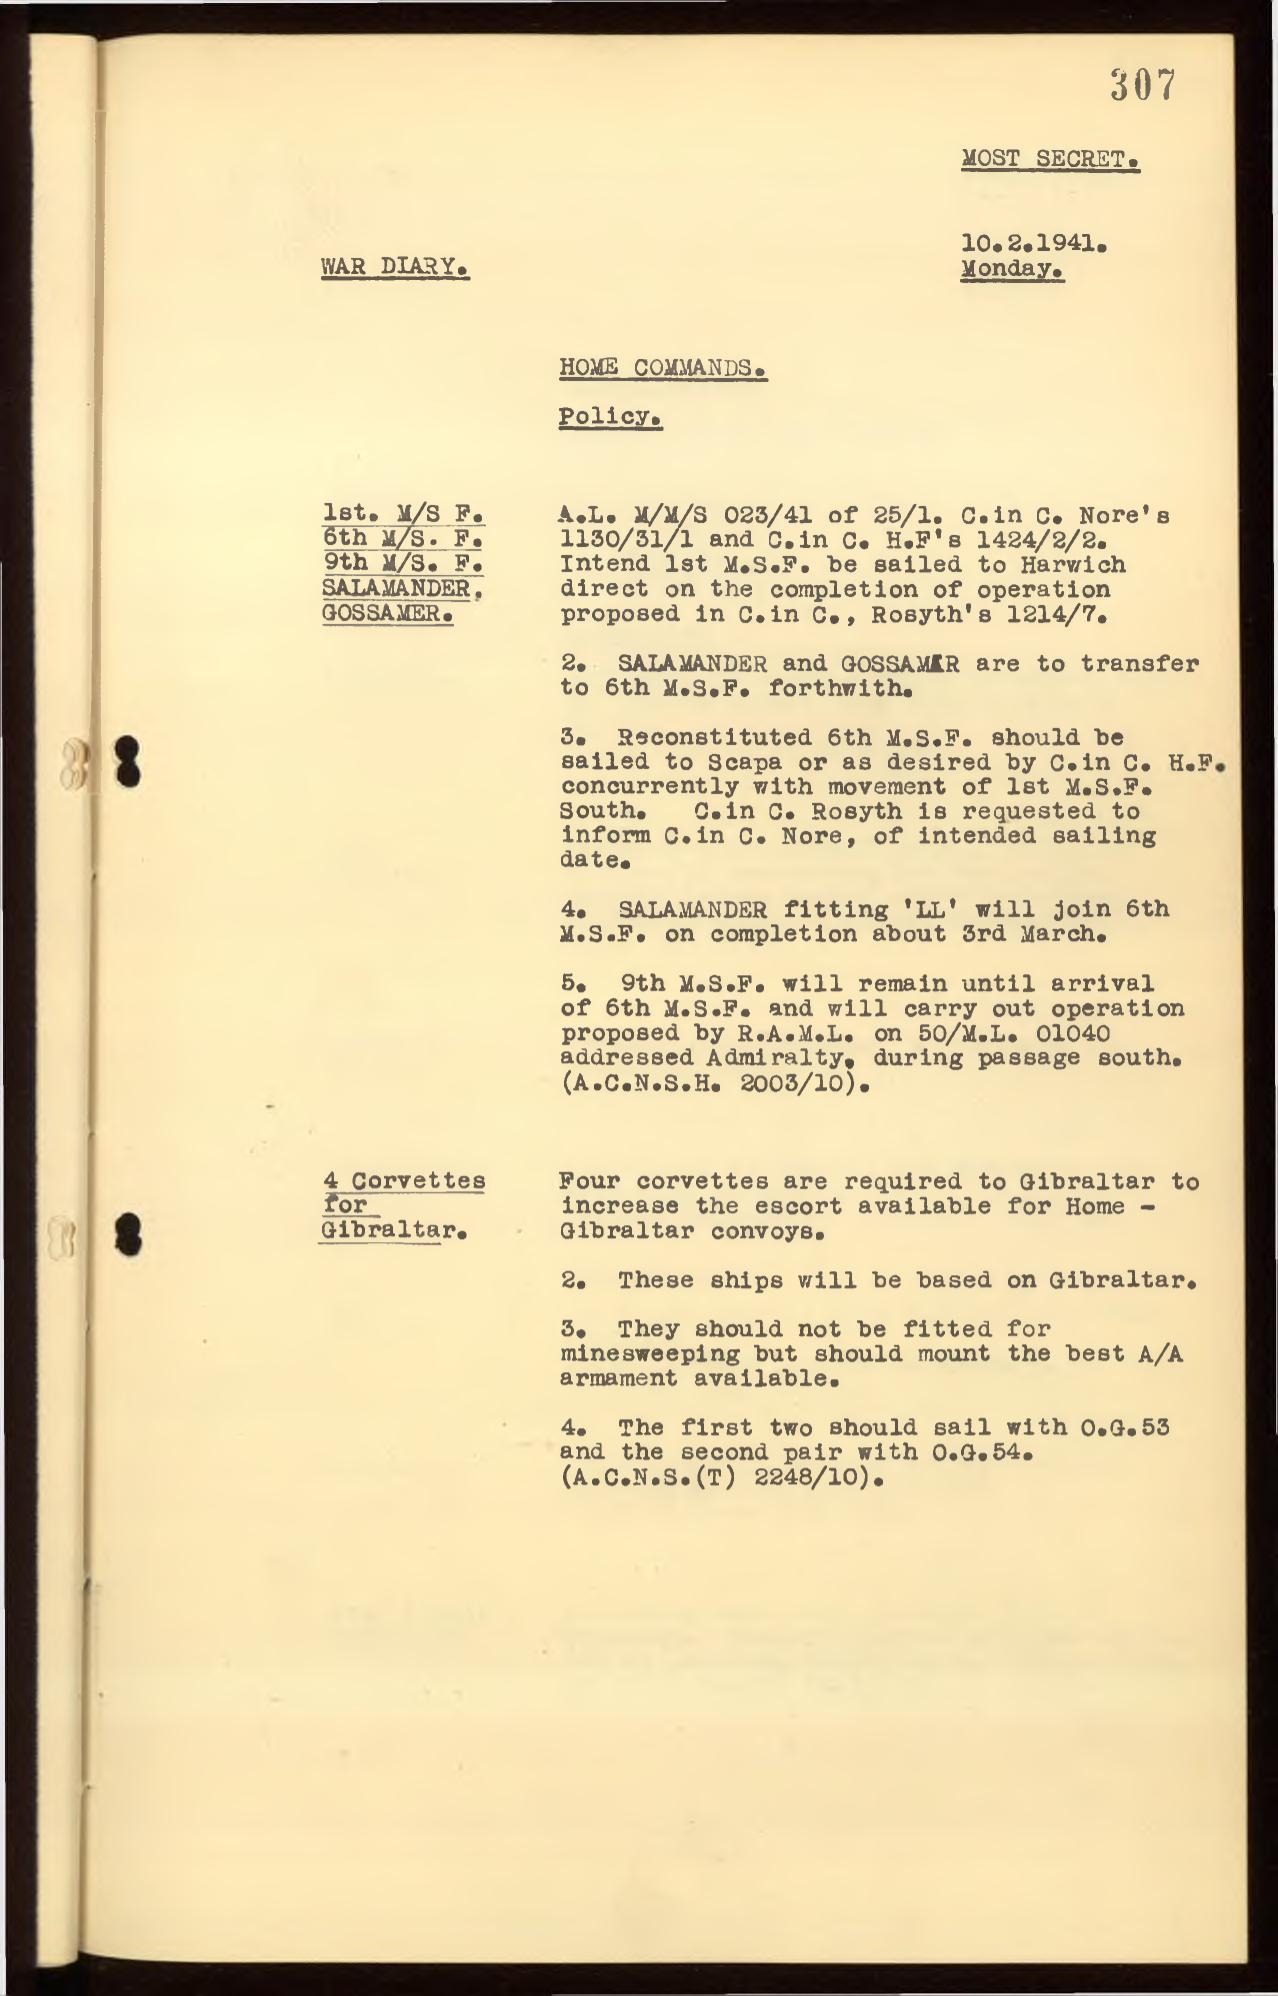 307
MOST SECRET.
10.2.1941.
WAR DIARY.
Monday.
HOME COMMANDS.
Policy.
1st. M/S F.
6th M/S. F.
9th M/S. F.
SALAMANDER.
GOSSAMER.
A.L. M/M/S 023/41 of 25/1. C.in C. Nore's
1130/31/1 and C.in C. H.F's 1424/2/2.
Intend 1st M.S.F. be sailed to Harwich
direct on the completion of operation
proposed in C.in C., Rosyth's 1214/7.
2. SALAMANDER and GOSSAMER are to transfer
to 6th M.S.F. forthwith.
3. Reconstituted 6th M.S.F. should be
sailed to Scapa or as desired by C.in C. H.F.
concurrently with movement of 1st M.S.F.
South. C.in C. Rosyth is requested to
inform C.in C. Nore, of intended sailing
date.
4. SALAMANDER fitting 'LL' will join 6th
M.S.F. on completion about 3rd March.
5. 9th M.S.F. will remain until arrival
of 6th M.S.F. and will carry out operation
proposed by R.A.M.L. on 50/M.L. 01040
addressed Admiralty, during passage south.
(A.C.N.S.H. 2003/10).
4 Corvettes
for
Gibraltar.
Four corvettes are required to Gibraltar to
increase the escort available for Home -
Gibraltar convoys.
2. These ships will be based on Gibraltar.
3. They should not be fitted for
minesweeping but should mount the best A/A
armament available.
4. The first two should sail with O.G.53
and the second pair with O.G.54.
(A.C.N.S.(T) 2248/10).